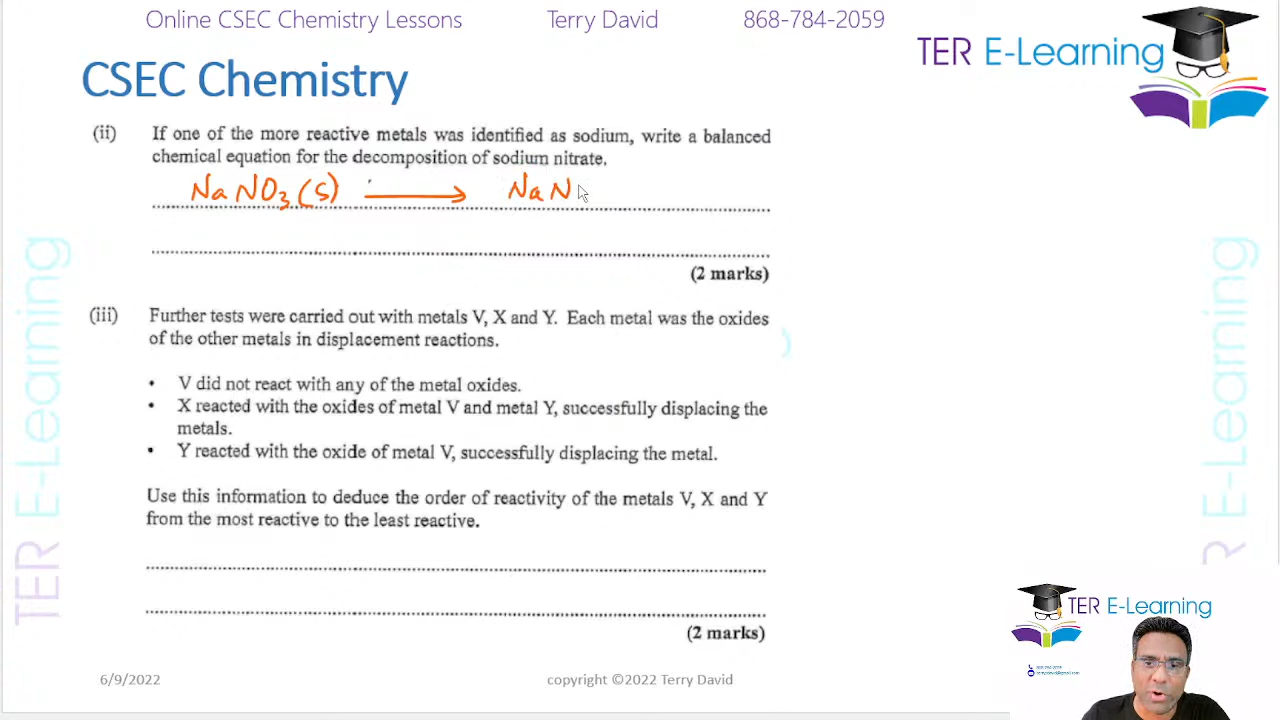 Online CSEC Chemistry Lessons Terry David 868-784-2059
TER E-Learning
CSEC Chemistry
(ii) If one of the more reactive metals was identified as sodium, write a balanced
chemical equation for the decomposition of sodium nitrate.
NaNO3(s) → NaN
(2 marks)
(iii) Further tests were carried out with metals V, X and Y. Each metal was the oxides
of the other metals in displacement reactions.
• V did not react with any of the metal oxides.
• X reacted with the oxides of metal V and metal Y, successfully displacing the
metals.
• Y reacted with the oxide of metal V, successfully displacing the metal.
Use this information to deduce the order of reactivity of the metals V, X and Y
from the most reactive to the least reactive.
(2 marks)
TER E-Learning
TER E-Learning
TER E-Learning
6/9/2022 copyright ©2022 Terry David